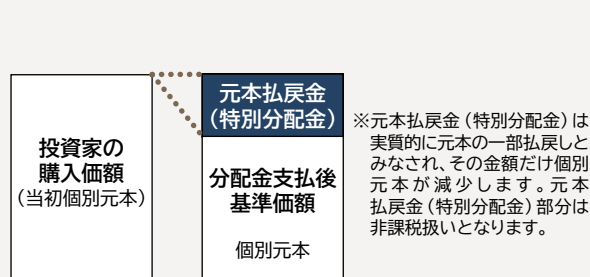 投資家の
購入価額
(当初個別元本)
元本払戻金
(特別分配金)
分配金支払後
基準価額
個別元本
※元本払戻金(特別分配金)は
実質的に元本の一部払戻しと
みなされ、その金額だけ個別
元本が減少します。元本
払戻金(特別分配金)部分は
非課税扱いとなります。